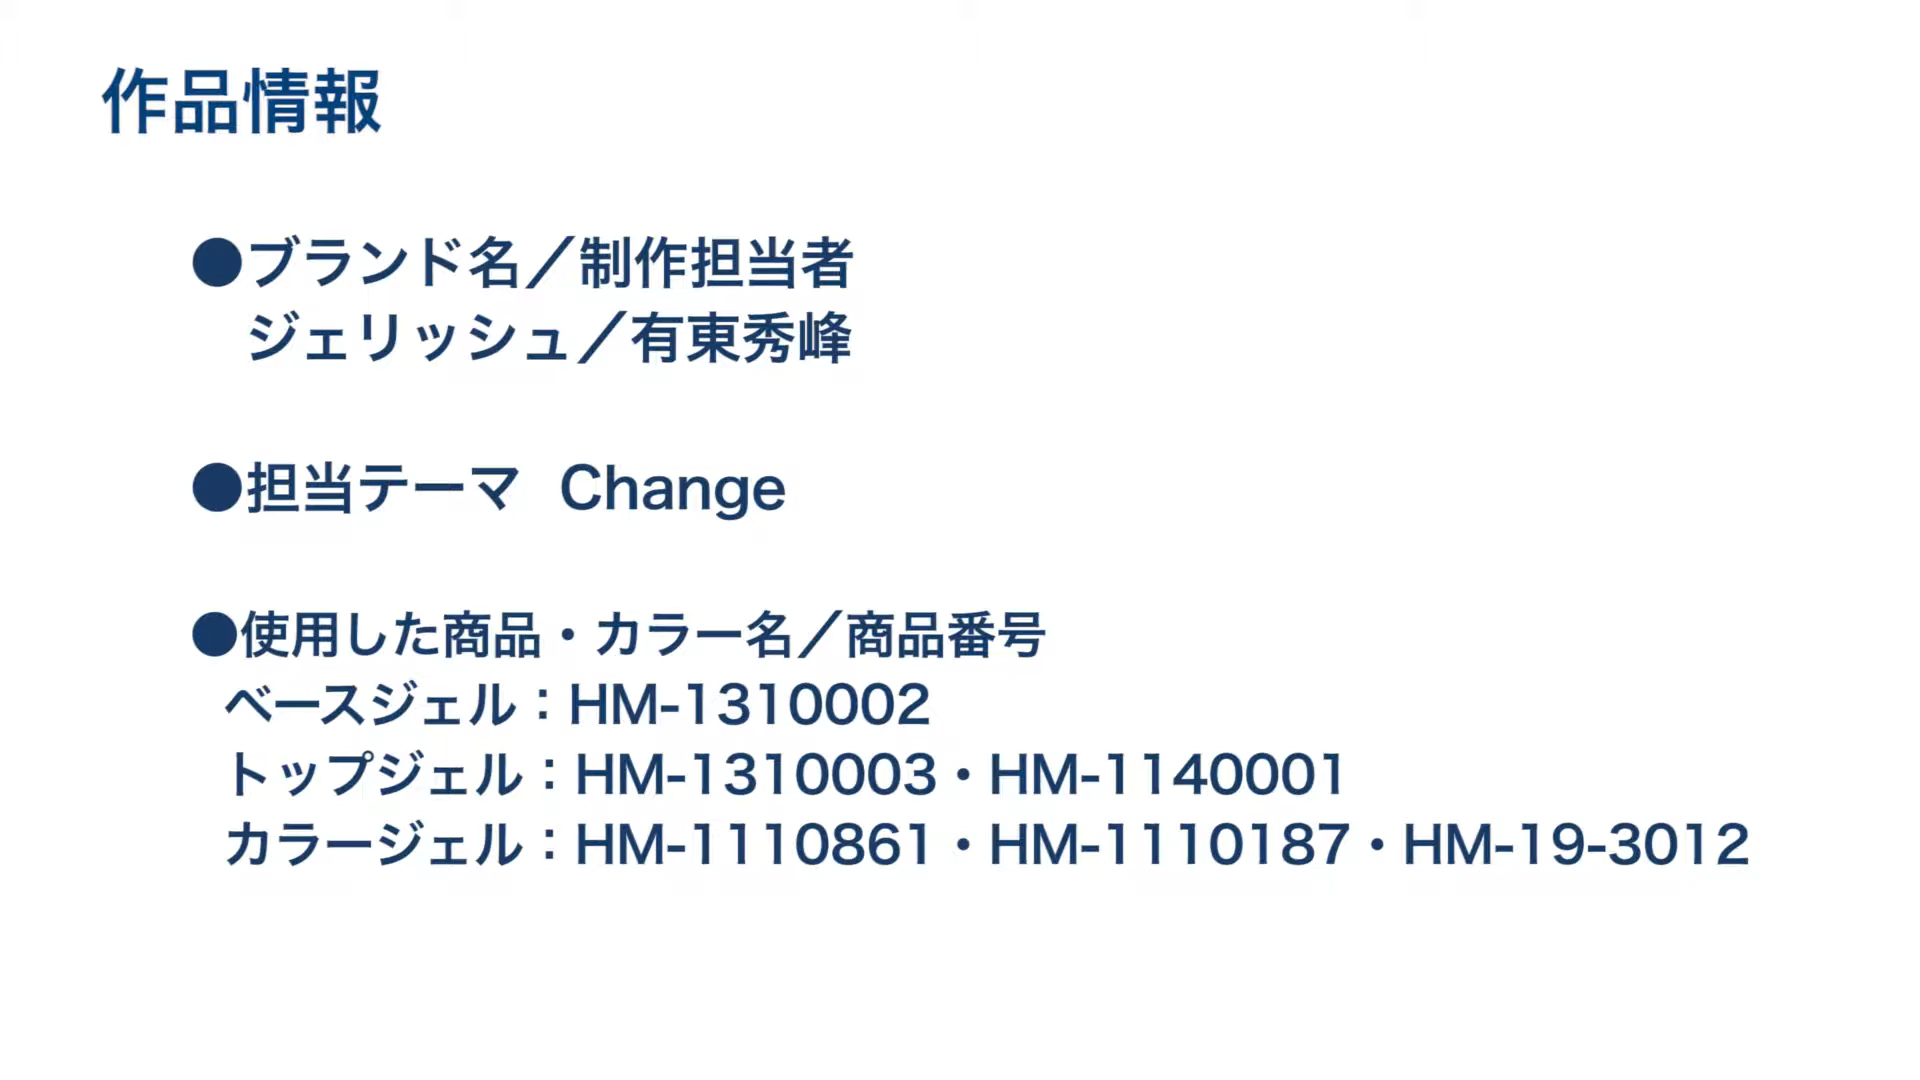 作品情報
●ブランド名／制作担当者
ジェリッシュ／有東秀峰
●担当テーマ Change
●使用した商品・カラー名／商品番号
ベースジェル：HM-1310002
トップジェル：HM-1310003・HM-1140001
カラージェル：HM-1110861・HM-1110187・HM-19-3012